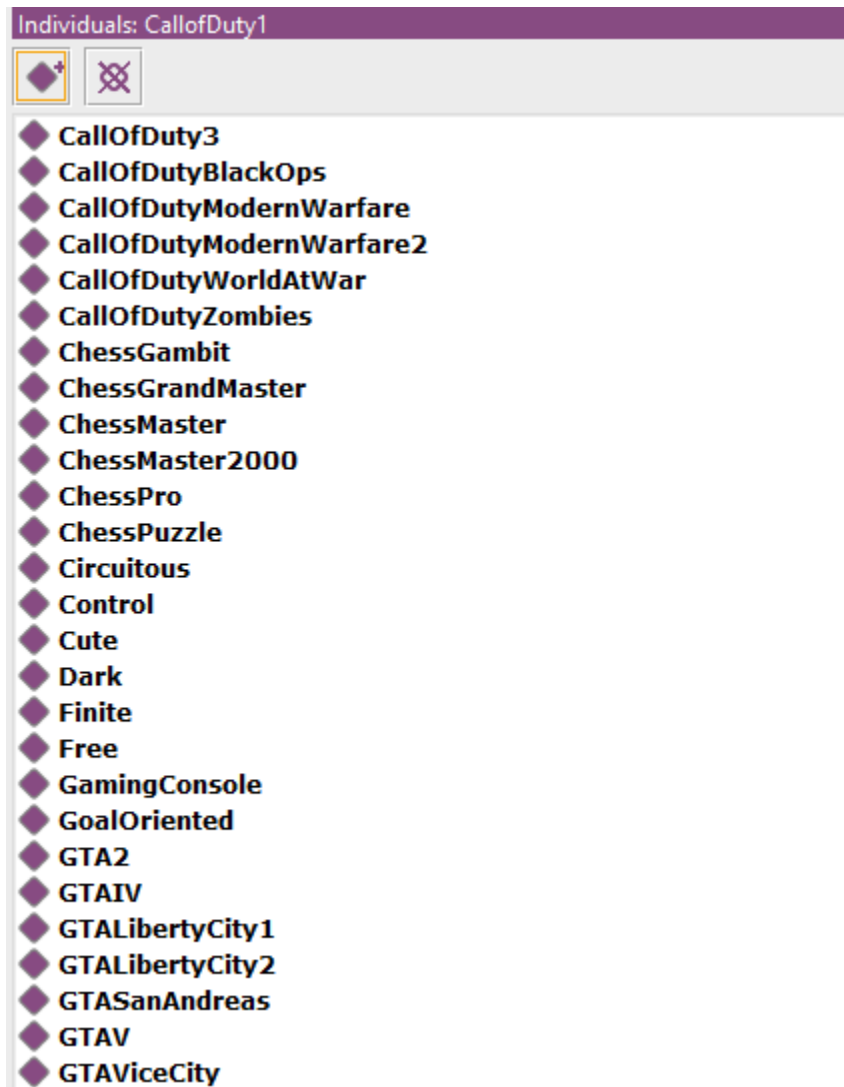 Individuals: CallofDuty1
CallOfDuty3
CallOfDutyBlackOps
CallOfDutyModernWarfare
CallOfDutyModernWarfare2
CallOfDutyWorldAtWar
CallOfDutyZombies
ChessGambit
ChessGrandMaster
ChessMaster
ChessMaster2000
ChessPro
ChessPuzzle
Circuitous
Control
Cute
Dark
Finite
Free
GamingConsole
GoalOriented
GTA2
GTAIV
GTALibertyCity1
GTALibertyCity2
GTASanAndreas
GTAV
GTAViceCity